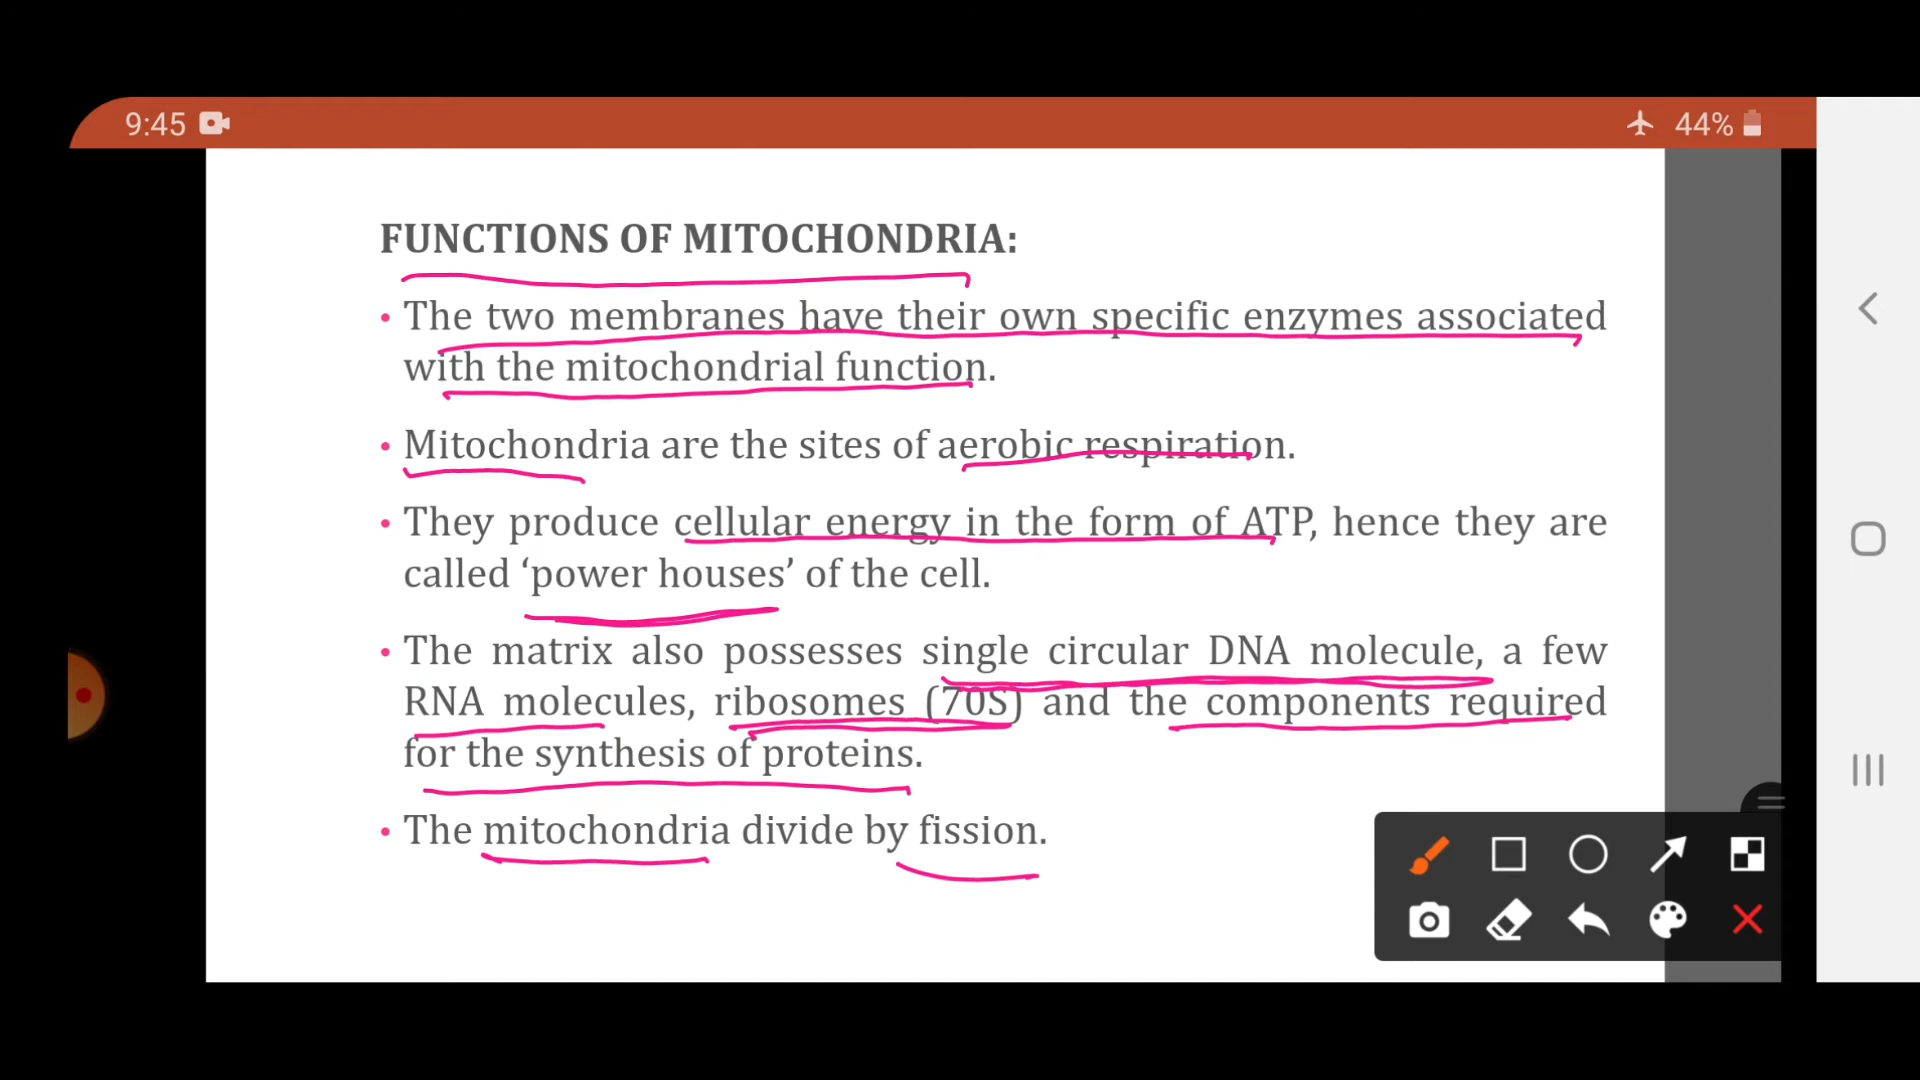 9:45
44%
FUNCTIONS OF MITOCHONDRIA:
• The two membranes have their own specific enzymes associated
with the mitochondrial function.
• Mitochondria are the sites of aerobic respiration.
• They produce cellular energy in the form of ATP, hence they are
called ‘power houses’ of the cell.
• The matrix also possesses single circular DNA molecule, a few
RNA molecules, ribosomes (70S) and the components required
for the synthesis of proteins.
• The mitochondria divide by fission.